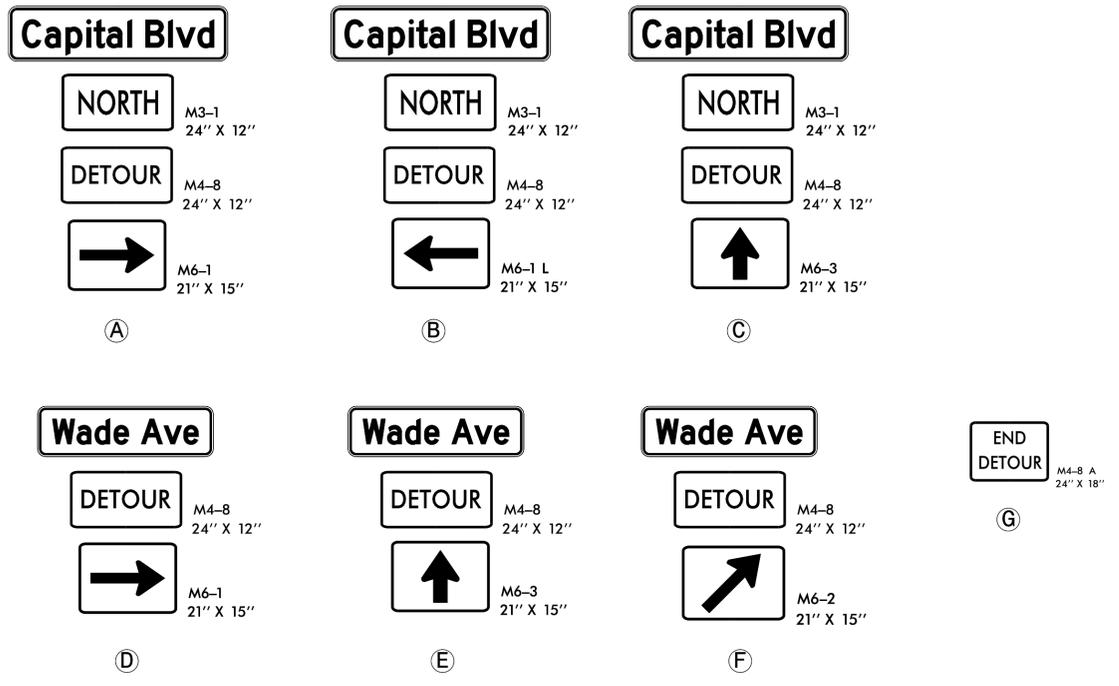 Capital Blvd
NORTH
M3-1
24'' X 12''
DETOUR
M4-8
24'' X 12''
M6-1
21'' X 15''
A
Capital Blvd
NORTH
M3-1
24'' X 12''
DETOUR
M4-8
24'' X 12''
M6-1 L
21'' X 15''
B
Capital Blvd
NORTH
M3-1
24'' X 12''
DETOUR
M4-8
24'' X 12''
M6-3
21'' X 15''
C
Wade Ave
DETOUR
M4-8
24'' X 12''
M6-1
21'' X 15''
D
Wade Ave
DETOUR
M4-8
24'' X 12''
M6-3
21'' X 15''
E
Wade Ave
DETOUR
M4-8
24'' X 12''
M6-2
21'' X 15''
F
END
DETOUR
M4-8 A
24'' X 18''
G